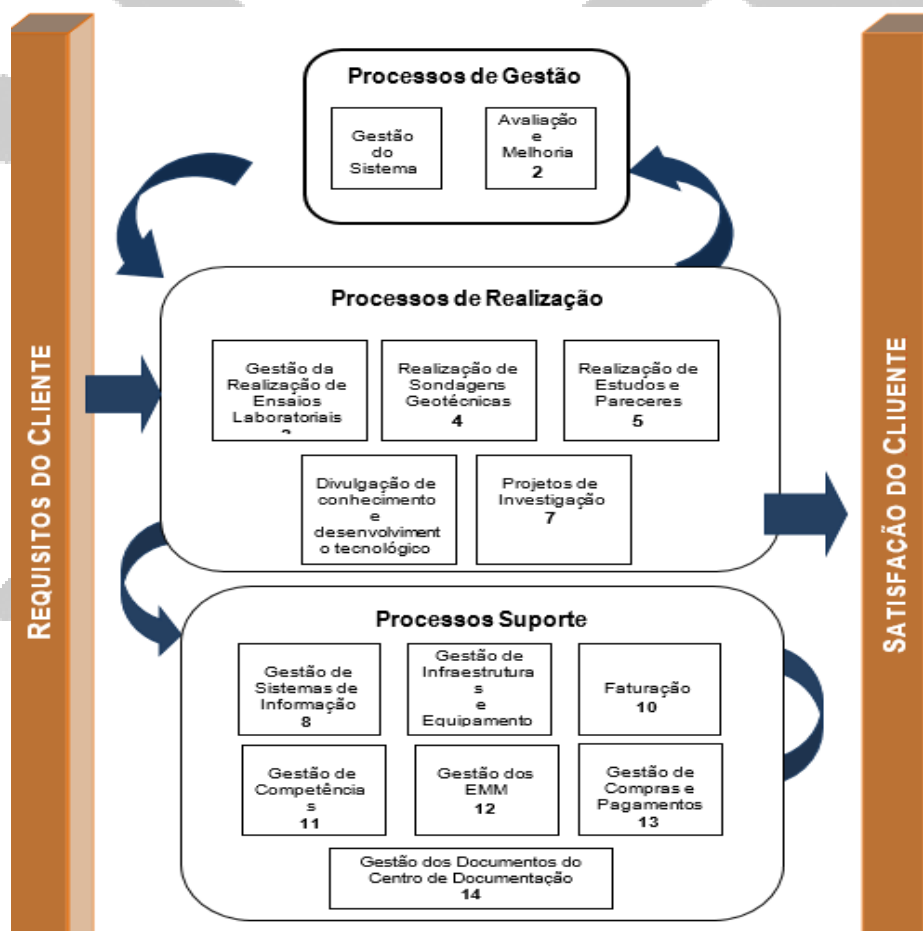 REQUISITOS DO CLIENTE
Processos de Gestão
Gestão
do
Sistema
Avaliação
e
Melhoria
2
Processos de Realização
Gestão da
Realização de
Ensaios
Laboratoriais
Realização de
Sondagens
Geotécnicas
4
Realização de
Estudos e
Pareceres
5
Divulgação de
conhecimento
e
desenvolviment
o tecnológico
Projetos de
Investigação
7
Processos Suporte
Gestão de
Sistemas de
Informação
8
Gestão de
Infraestrutura
s e
Equipamento
Faturação
10
Gestão de
Competência
s
11
Gestão dos
EMM
12
Gestão de
Compras e
Pagamentos
13
Gestão dos Documentos do
Centro de Documentação
14
SATISFAÇÃO DO CLIUENTE